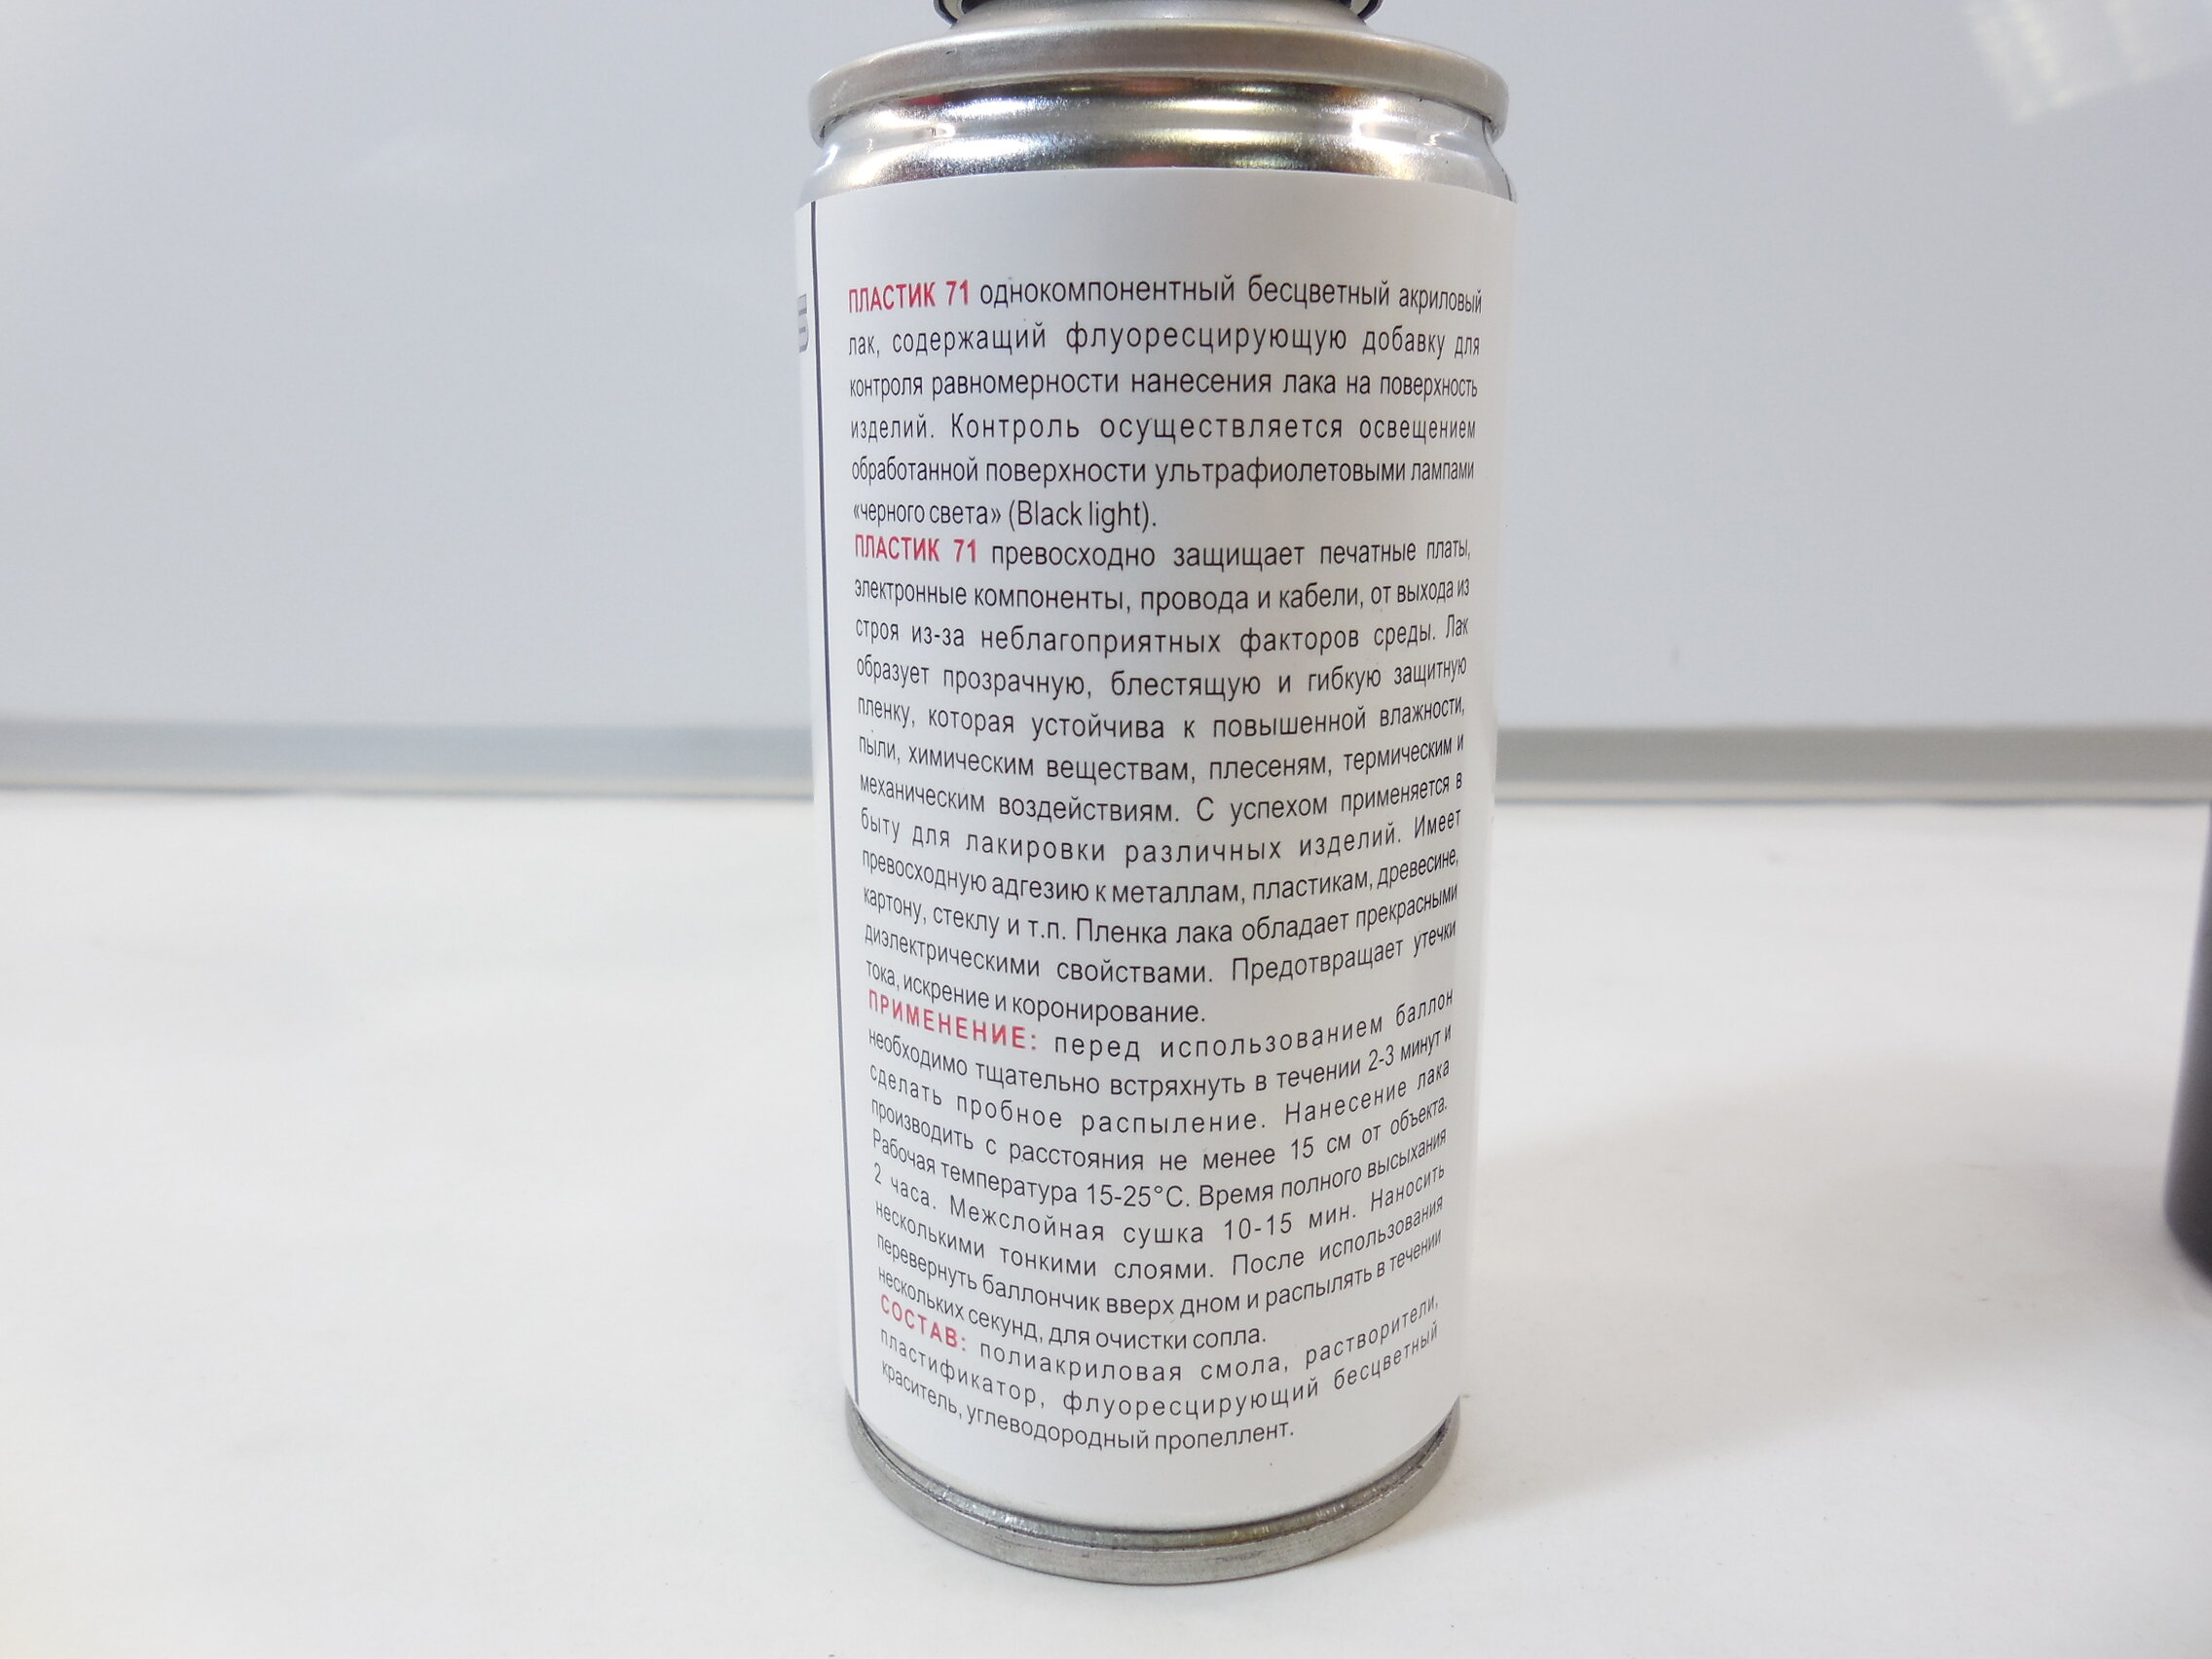 ПЛАСТИК 71 однокомпонентный бесцветный акриловый
лак, содержащий флуоресцирующую добавку для
контроля равномерности нанесения лака на поверхность
изделий. Контроль осуществляется освещением
обработанной поверхности ультрафиолетовыми лампами
«черного света» (Black light).
ПЛАСТИК 71 превосходно защищает печатные платы,
электронные компоненты, провода и кабели, от выхода из
строя из-за неблагоприятных факторов среды. Лак
образует прозрачную, блестящую и гибкую защитную
пленку, которая устойчива к повышенной влажности,
пыли, химическим веществам, плесеням, термическим и
механическим воздействиям. С успехом применяется в
быту для лакировки различных изделий. Имеет
превосходную адгезию к металлам, пластикам, древесине,
картону, стеклу и т.п. Пленка лака обладает прекрасными
диэлектрическими свойствами. Предотвращает утечки
тока, искрение и коронирование.
ПРИМЕНЕНИЕ: перед использованием баллон
необходимо тщательно встряхнуть в течении 2-3 минут и
сделать пробное распыление. Нанесение лака
производить с расстояния не менее 15 см от объекта.
Рабочая температура 15-25°С. Время полного высыхания
2 часа. Межслойная сушка 10-15 мин. Наносить
несколькими тонкими слоями. После использования
перевернуть баллончик вверх дном и распылять в течении
нескольких секунд, для очистки сопла.
СОСТАВ: полиакриловая смола, растворители,
пластификатор, флуоресцирующий бесцветный
краситель, углеводородный пропеллент.